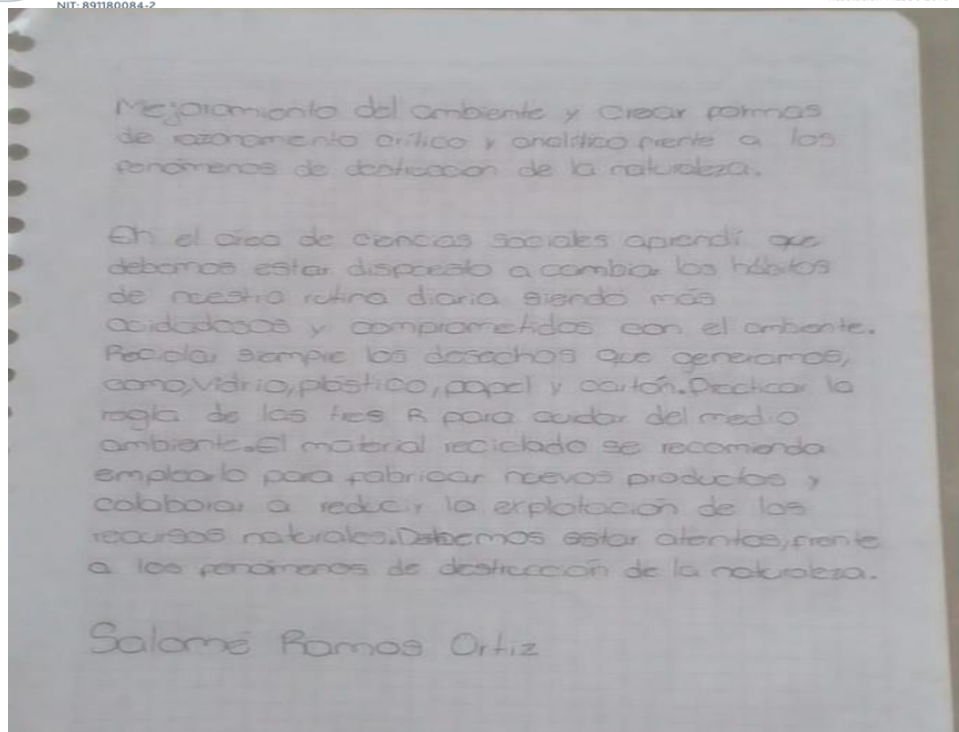 NIT: 891180084-2
Mejoramiento del ambiente y crear formas
de razonamiento crítico y analítico frente a los
fenómenos de destrucción de la naturaleza.
En el área de ciencias sociales aprendí que
debemos estar dispuesto a cambiar los hábitos
de nuestra rutina diaria siendo más
cuidadosos y comprometidos con el ambiente.
Reciclar siempre los desechos que generamos,
como, vidrio, plástico, papel y cartón. Practicar la
regla de las tres R para cuidar del medio
ambiente. El material reciclado se recomienda
emplearlo para fabricar nuevos productos y
colaborar a reducir la explotación de los
recursos naturales. Debemos estar atentos, frente
a los fenómenos de destrucción de la naturaleza.
Salomé Ramos Ortiz